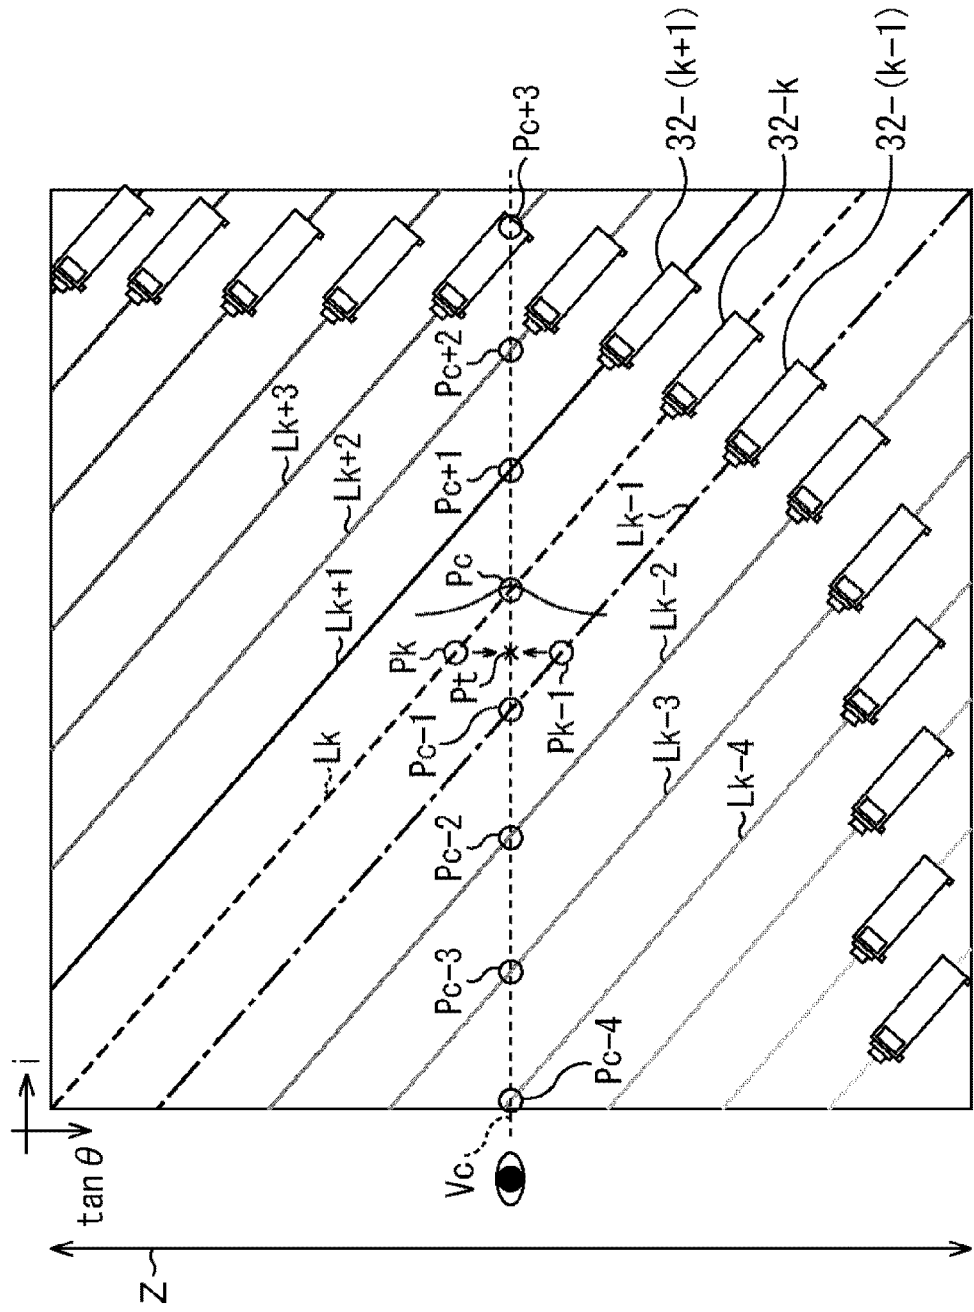 Z
tan θ
i
Vc
Pc-4
Pc-3
Pc-2
Pc-1
Pt
Pk
Pk-1
Pc
Pc+1
Pc+2
Pc+3
Lk
Lk+1
Lk+2
Lk+3
Lk-1
Lk-2
Lk-3
Lk-4
32-(k+1)
32-k
32-(k-1)